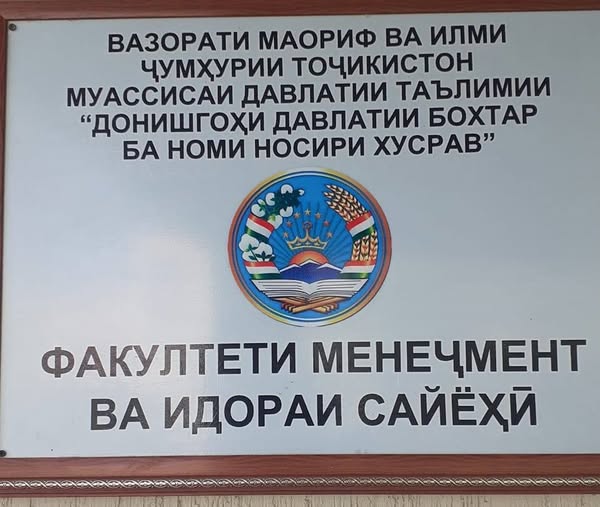 ВАЗОРАТИ МАОРИФ ВА ИЛМИ
ҶУМҲУРИИ ТОҶИКИСТОН
МУАССИСАИ ДАВЛАТИИ ТАЪЛИМИИ
“ДОНИШГОҲИ ДАВЛАТИИ БОХТАР
БА НОМИ НОСИРИ ХУСРАВ”
ФАКУЛТЕТИ МЕНЕҶМЕНТ
ВА ИДОРАИ САЙЁҲӢ